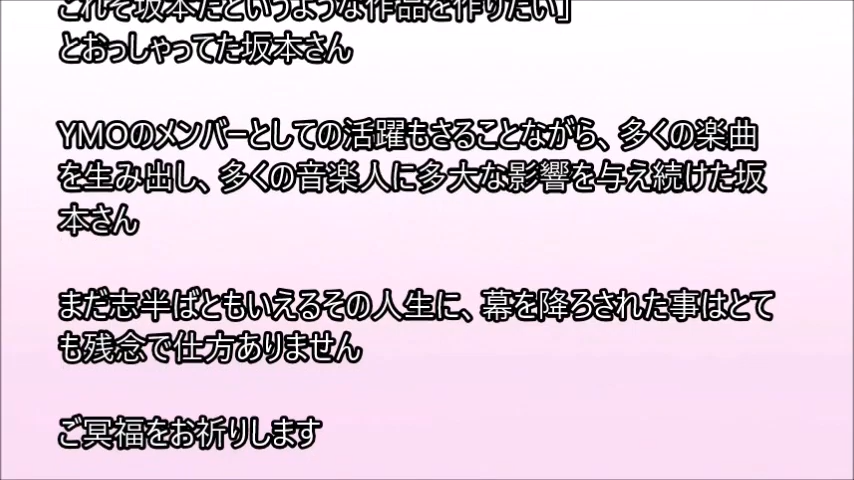 これぞ坂本だというような作品を作りたい」
とおっしゃってた坂本さん
YMOのメンバーとしての活躍もさることながら、多くの楽曲
を生み出し、多くの音楽人に多大な影響を与え続けた坂
本さん
まだ志半ばともいえるその人生に、幕を降ろされた事はとて
も残念で仕方ありません
ご冥福をお祈りします